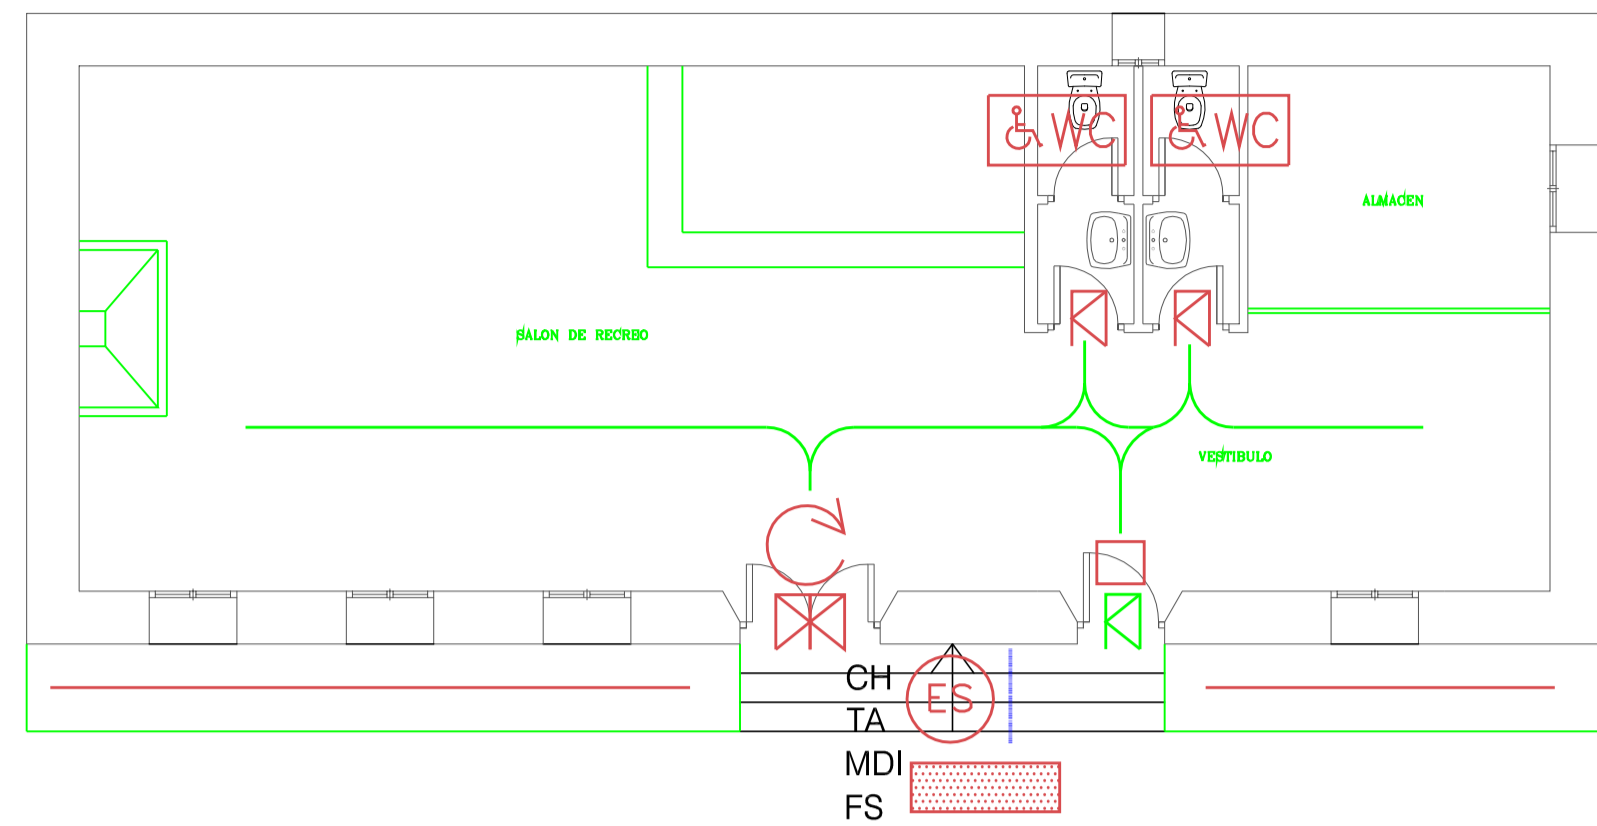 WC
WC
ALMACEN
SALON DE RECREO
VESTIBULO
CH
ES
TA
MDI
FS